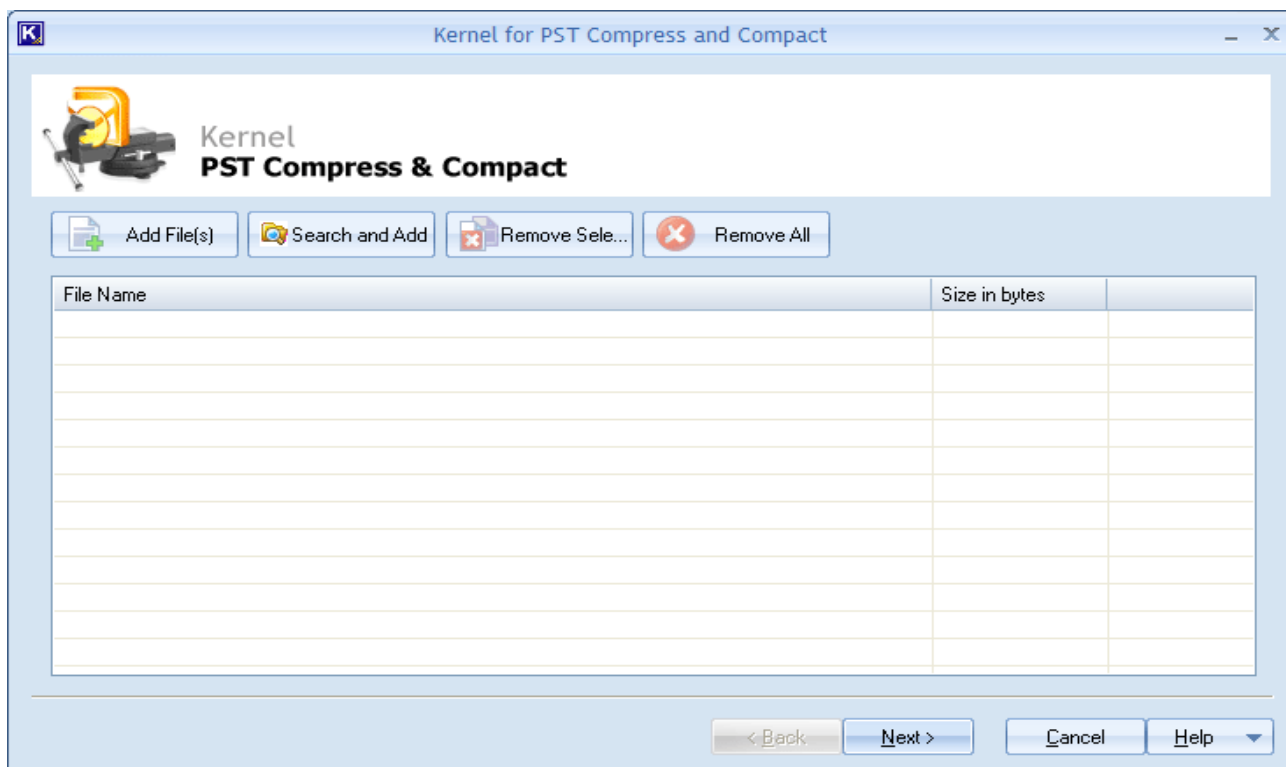 K
Kernel for PST Compress and Compact
Kernel
PST Compress & Compact
Add File(s) Search and Add Remove Sele... Remove All
File Name Size in bytes
< Back Next > Cancel Help